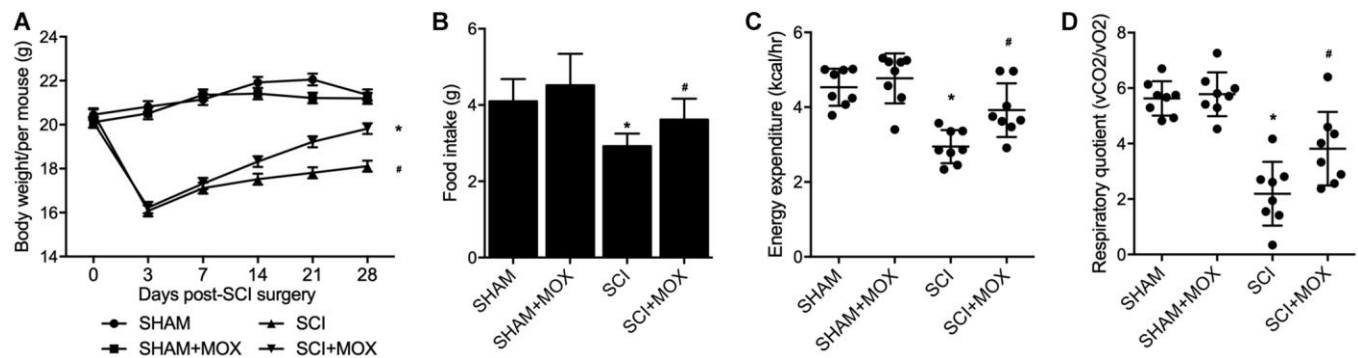 A
Body weight/per mouse (g)
24
22
20
18
16
14
*
#
0 3 7 14 21 28
Days post-SCI surgery
SHAM
SCI
SHAM+MOX
SCI+MOX
B
Food intake (g)
6
4
2
0
*
#
SHAM
SHAM+MOX
SCI
SCI+MOX
C
Energy expenditure (kcal/hr)
6
4
2
0
*
#
SHAM
SHAM+MOX
SCI
SCI+MOX
D
Respiratory quotient (vCO2/vO2)
8
6
4
2
0
*
#
SHAM
SHAM+MOX
SCI
SCI+MOX